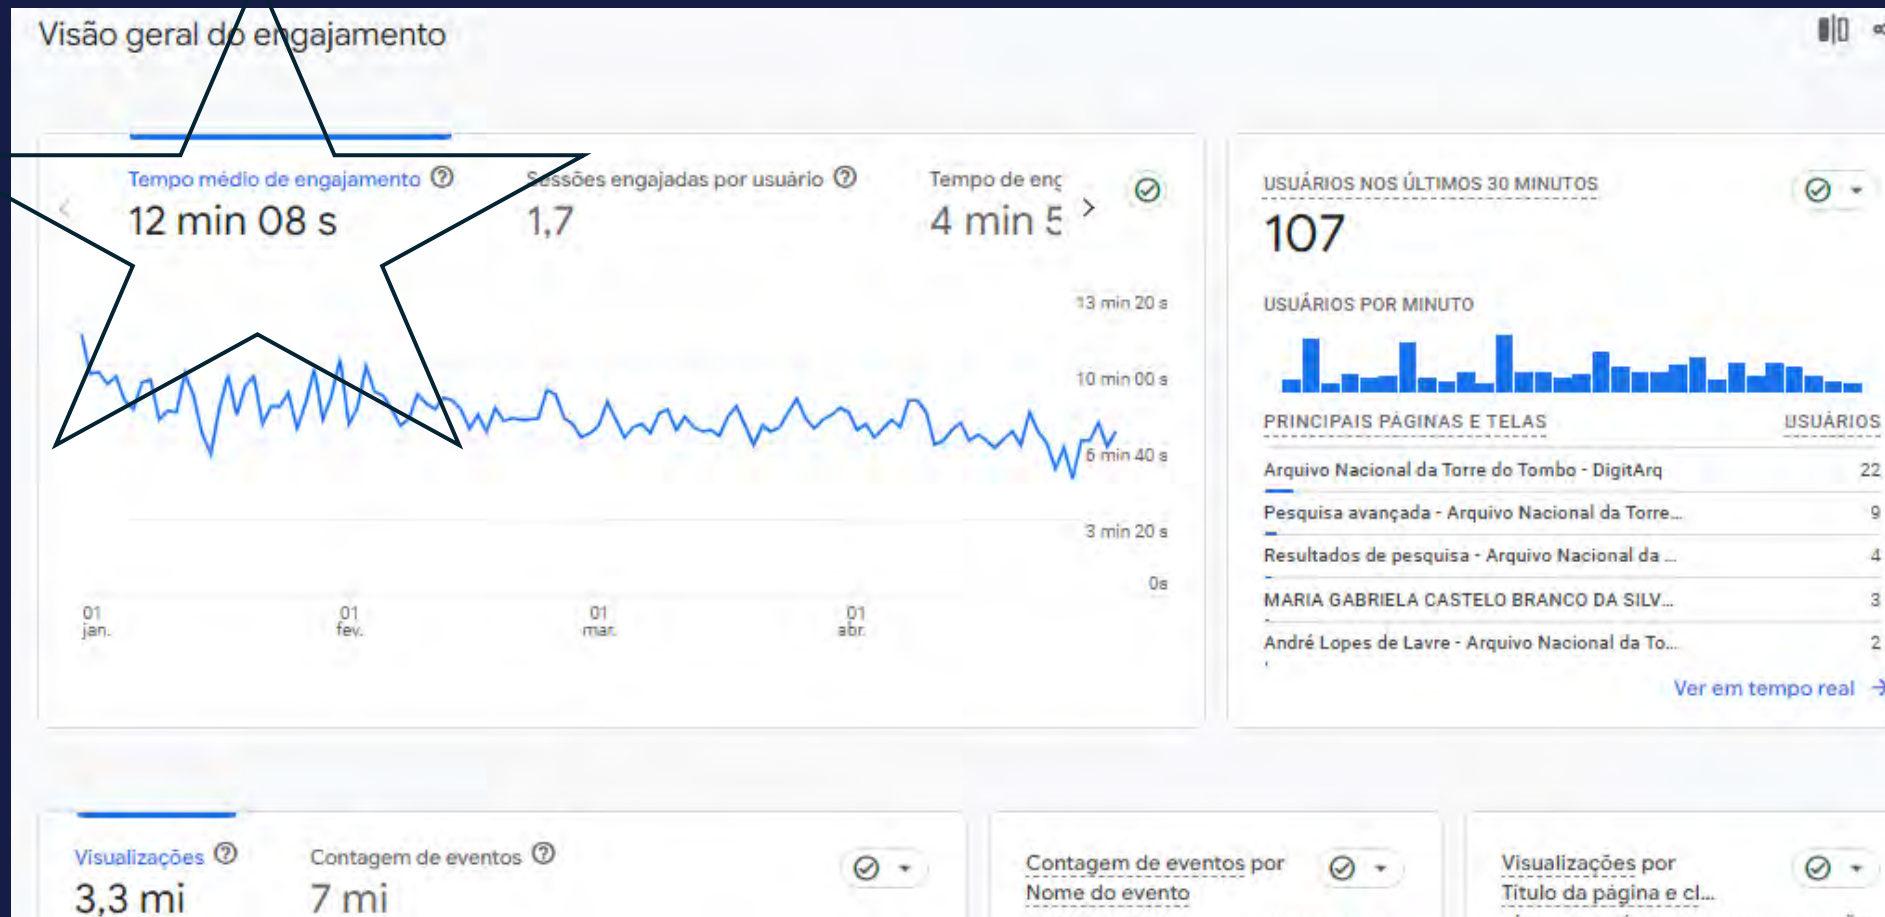 Visão geral do engajamento
Tempo médio de engajamento
12 min 08 s
Sessões engajadas por usuário
1,7
Tempo de
4 min 5
13 min 20 s
10 min 00 s
6 min 40 s
3 min 20 s
0s
01
jan.
01
fev.
01
mar.
01
abr.
USUÁRIOS NOS ÚLTIMOS 30 MINUTOS
107
USUÁRIOS POR MINUTO
PRINCIPAIS PÁGINAS E TELAS USUÁRIOS
Arquivo Nacional da Torre do Tombo - DigitArq 22
Pesquisa avançada - Arquivo Nacional da Torre... 9
Resultados de pesquisa - Arquivo Nacional da ... 4
MARIA GABRIELA CASTELO BRANCO DA SILV... 3
André Lopes de Lavre - Arquivo Nacional da To... 2
Ver em tempo real
Visualizações
3,3 mi
Contagem de eventos
7 mi
Contagem de eventos por
Nome do evento
Visualizações por
Título da página e cl...